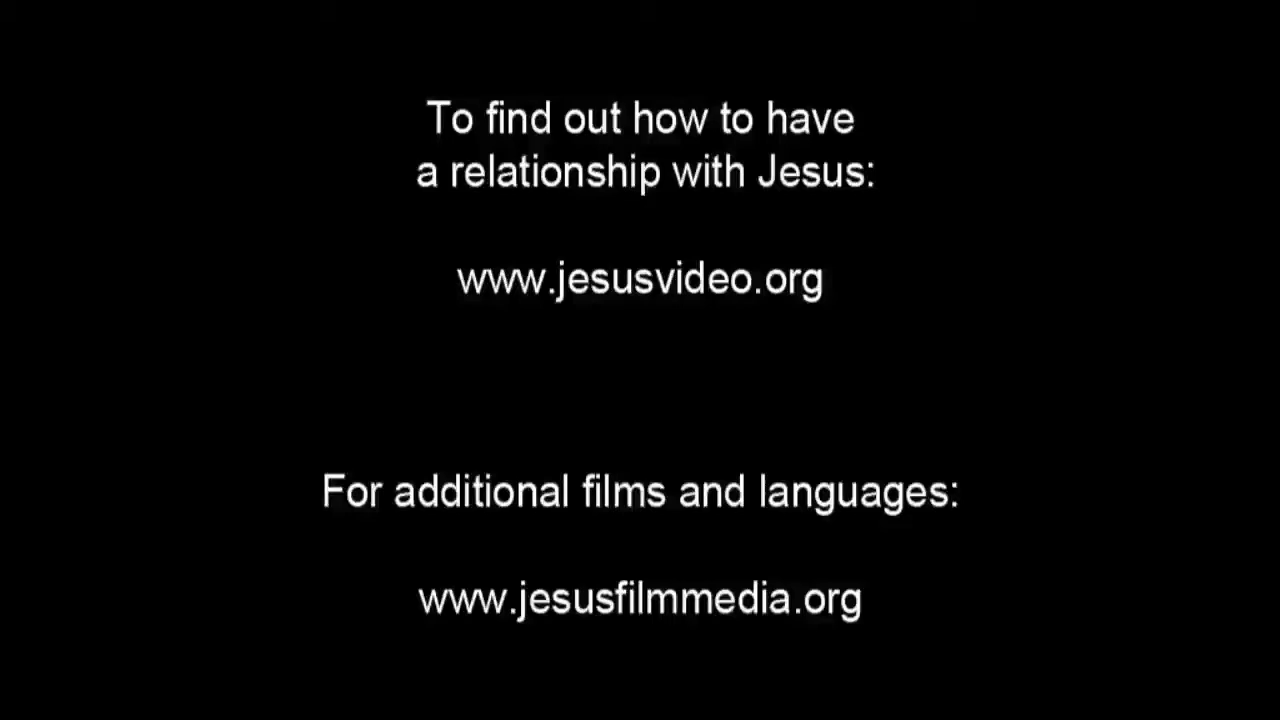 To find out how to have
a relationship with Jesus:
www.jesusvideo.org
For additional films and languages:
www.jesusfilmmedia.org